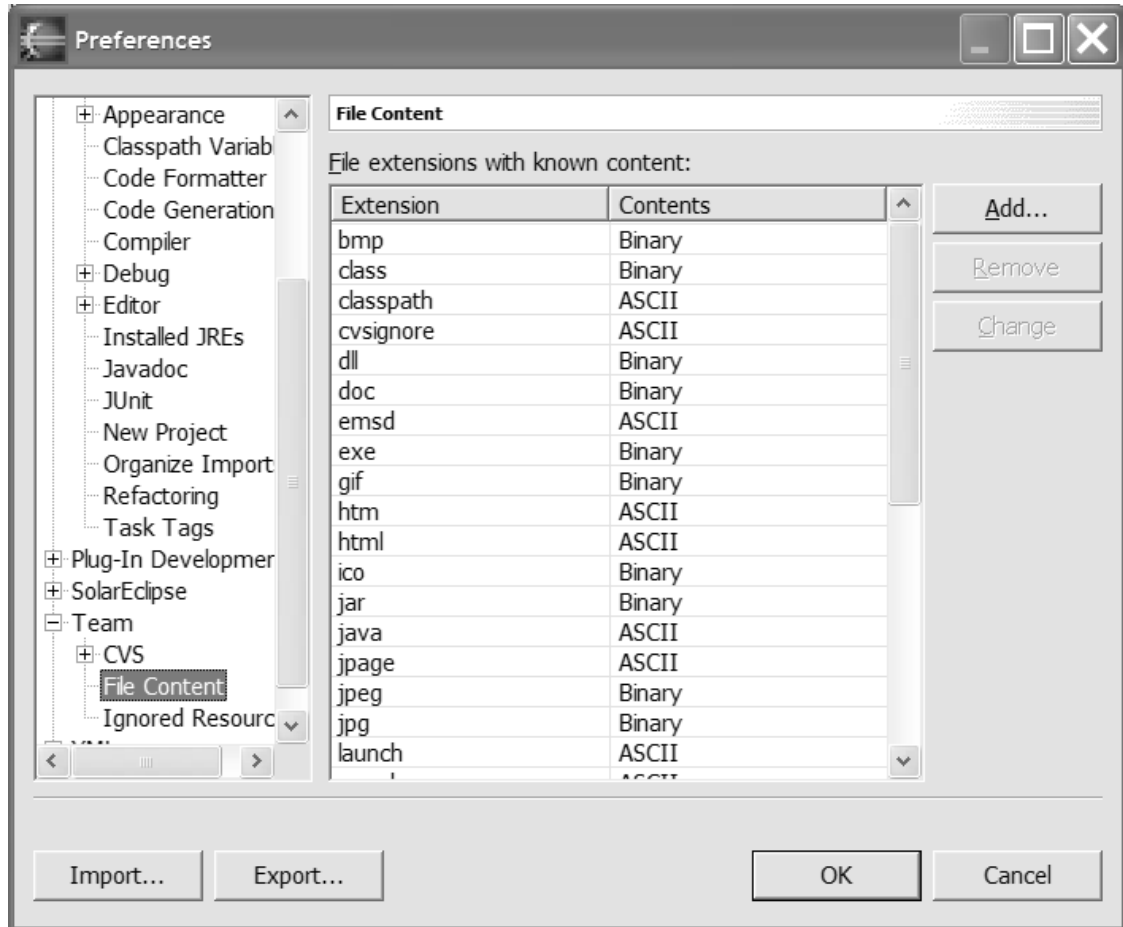 Preferences
Appearance
Classpath Variabl
Code Formatter
Code Generation
Compiler
Debug
Editor
Installed JREs
Javadoc
JUnit
New Project
Organize Import
Refactoring
Task Tags
Plug-In Developmer
SolarEclipse
Team
CVS
File Content
Ignored Resourc
File Content
File extensions with known content:
Extension Contents
bmp Binary
class Binary
classpath ASCII
cvsignore ASCII
dll Binary
doc Binary
emsd ASCII
exe Binary
gif Binary
htm ASCII
html ASCII
ico Binary
jar Binary
java ASCII
jpage ASCII
jpeg Binary
jpg Binary
launch ASCII
Add...
Remove
Change
Import... Export... OK Cancel